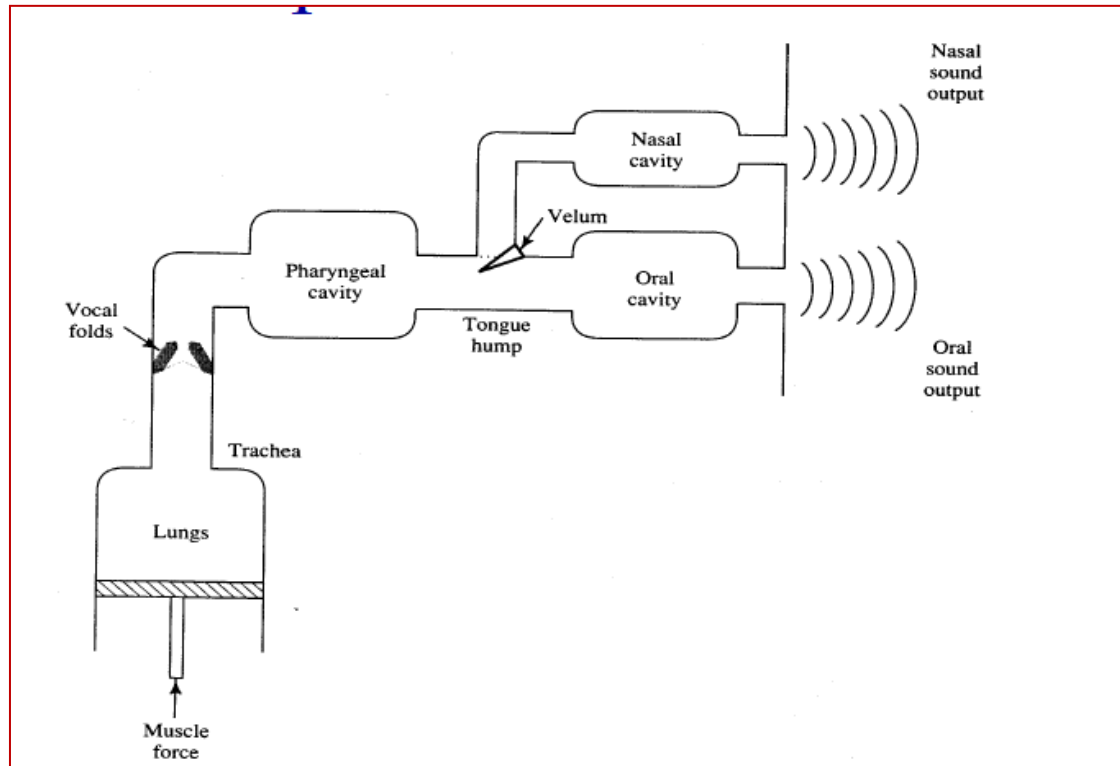 Nasal
sound
output
Nasal
cavity
Velum
Pharyngeal
cavity
Oral
cavity
Vocal
folds
Tongue
hump
Oral
sound
output
Trachea
Lungs
Muscle
force